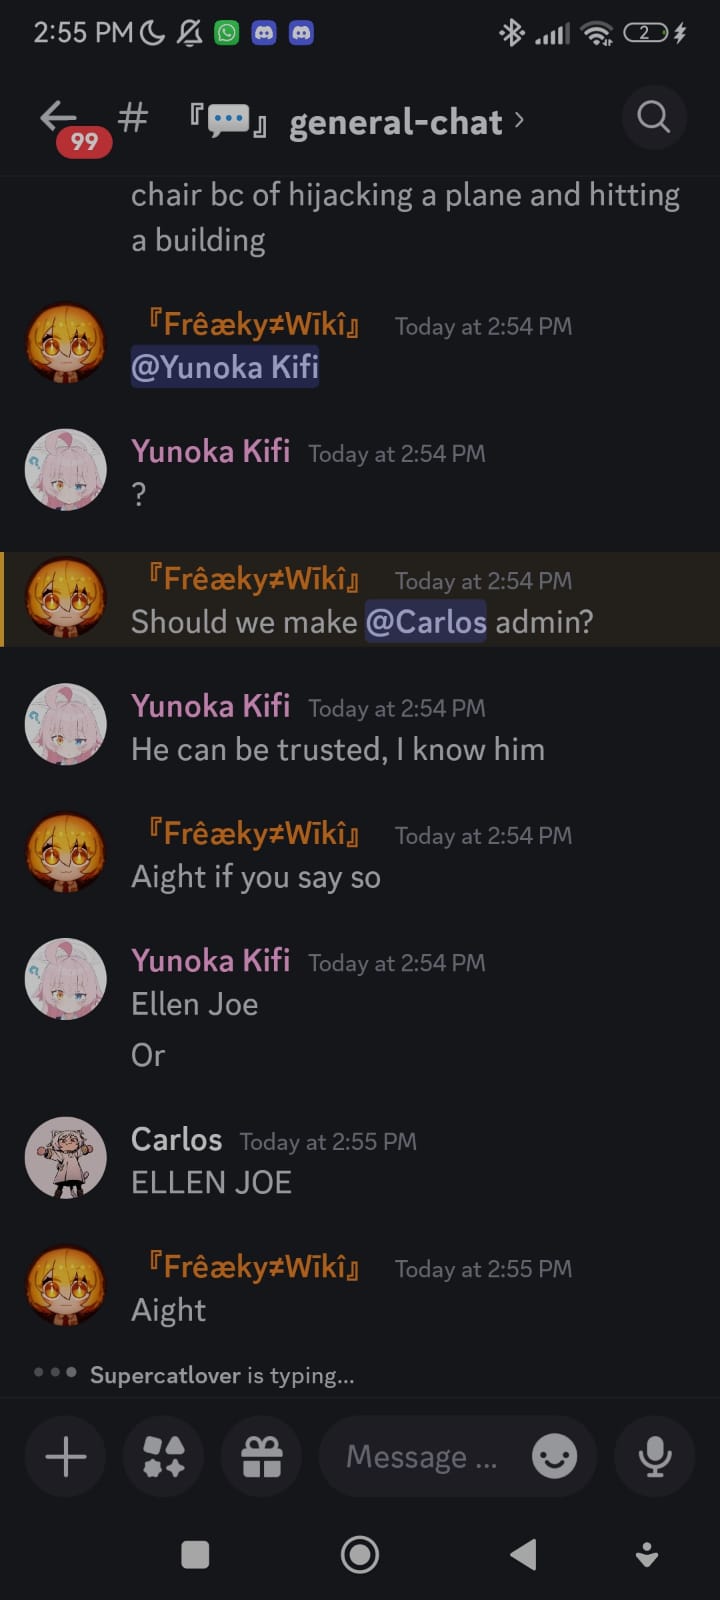 2:55 PM
2
99
# 『💬』 general-chat ›
chair bc of hijacking a plane and hitting
a building
『Frêæky≠Wīkî』 Today at 2:54 PM
@Yunoka Kifi
Yunoka Kifi Today at 2:54 PM
?
『Frêæky≠Wīkî』 Today at 2:54 PM
Should we make @Carlos admin?
Yunoka Kifi Today at 2:54 PM
He can be trusted, I know him
『Frêæky≠Wīkî』 Today at 2:54 PM
Aight if you say so
Yunoka Kifi Today at 2:54 PM
Ellen Joe
Or
Carlos Today at 2:55 PM
ELLEN JOE
『Frêæky≠Wīkî』 Today at 2:55 PM
Aight
Supercatlover is typing...
Message ...